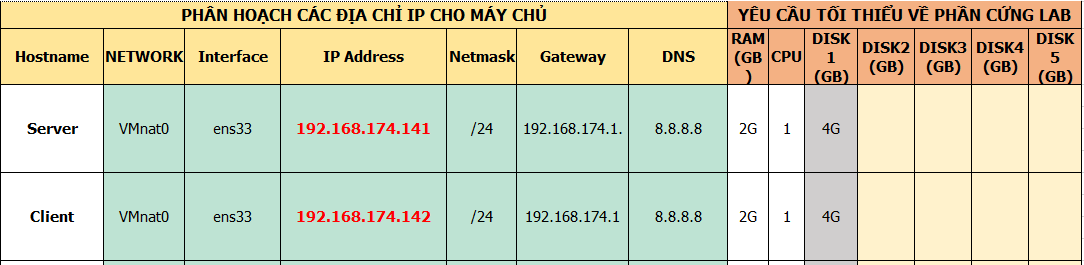 PHÂN HOẠCH CÁC ĐỊA CHỈ IP CHO MÁY CHỦ YÊU CẦU TỐI THIỂU VỀ PHẦN CỨNG LAB
Hostname NETWORK Interface IP Address Netmask Gateway DNS RAM (GB ) CPU DISK 1 (GB) DISK2 (GB) DISK3 (GB) DISK4 (GB) DISK 5 (GB)
Server VMnat0 ens33 192.168.174.141 /24 192.168.174.1. 8.8.8.8 2G 1 4G
Client VMnat0 ens33 192.168.174.142 /24 192.168.174.1 8.8.8.8 2G 1 4G